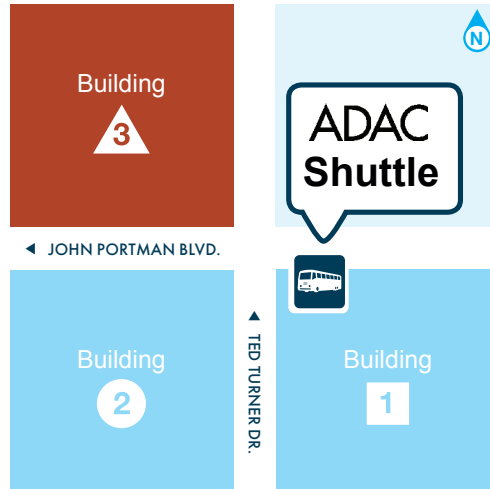 N
Building
3
ADAC
Shuttle
JOHN PORTMAN BLVD.
Building
2
TED TURNER DR.
Building
1